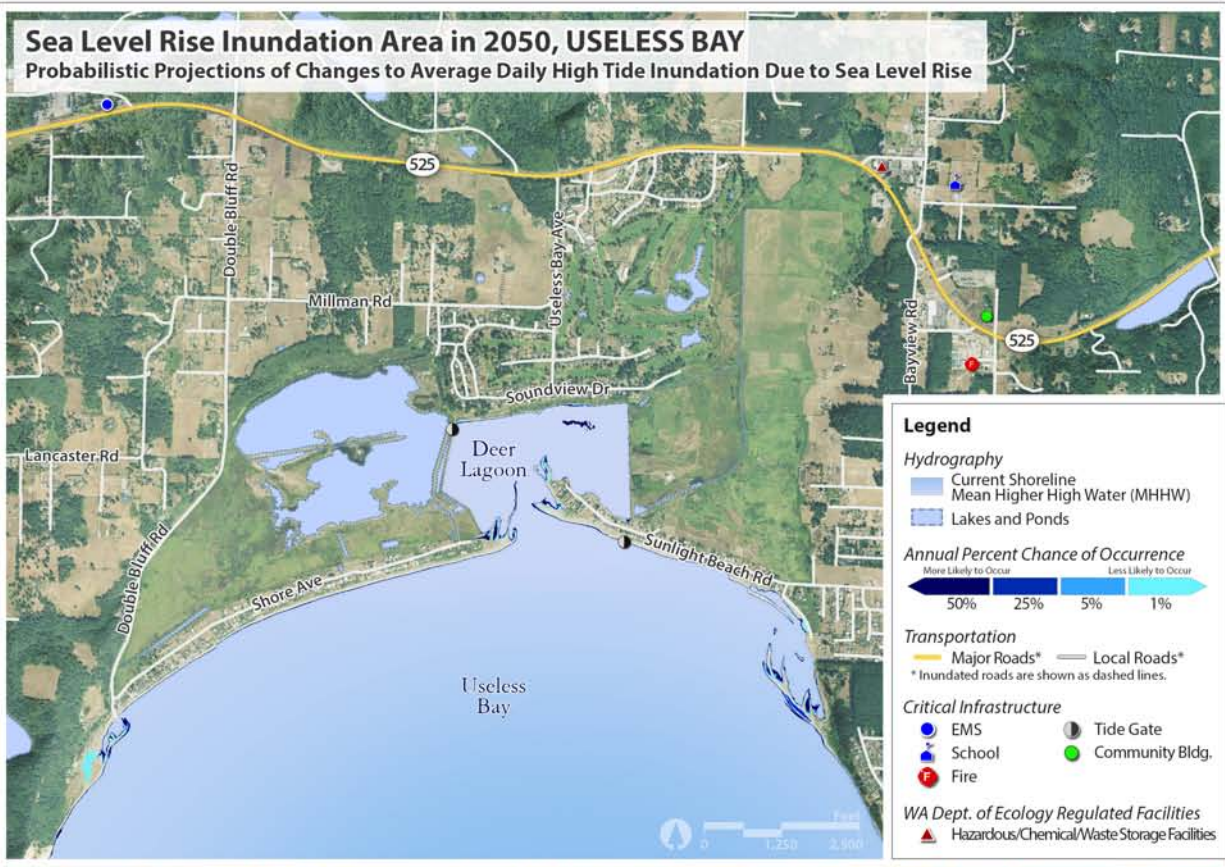 Sea Level Rise Inundation Area in 2050, USELESS BAY
Probabilistic Projections of Changes to Average Daily High Tide Inundation Due to Sea Level Rise
525
Double Bluff Rd
Useless Bay Ave
Millman Rd
Bayview Rd
525
Soundview Dr
Deer
Lagoon
Lancaster Rd
Sunlight Beach Rd
Double Bluff Rd
Shore Ave
Useless
Bay
Feet
0 1,250 2,500
Legend
Hydrography
Current Shoreline
Mean Higher High Water (MHHW)
Lakes and Ponds
Annual Percent Chance of Occurrence
More Likely to Occur Less Likely to Occur
50% 25% 5% 1%
Transportation
Major Roads* Local Roads*
* Inundated roads are shown as dashed lines.
Critical Infrastructure
EMS Tide Gate
School Community Bldg.
F Fire
WA Dept. of Ecology Regulated Facilities
Hazardous/Chemical/Waste Storage Facilities
F